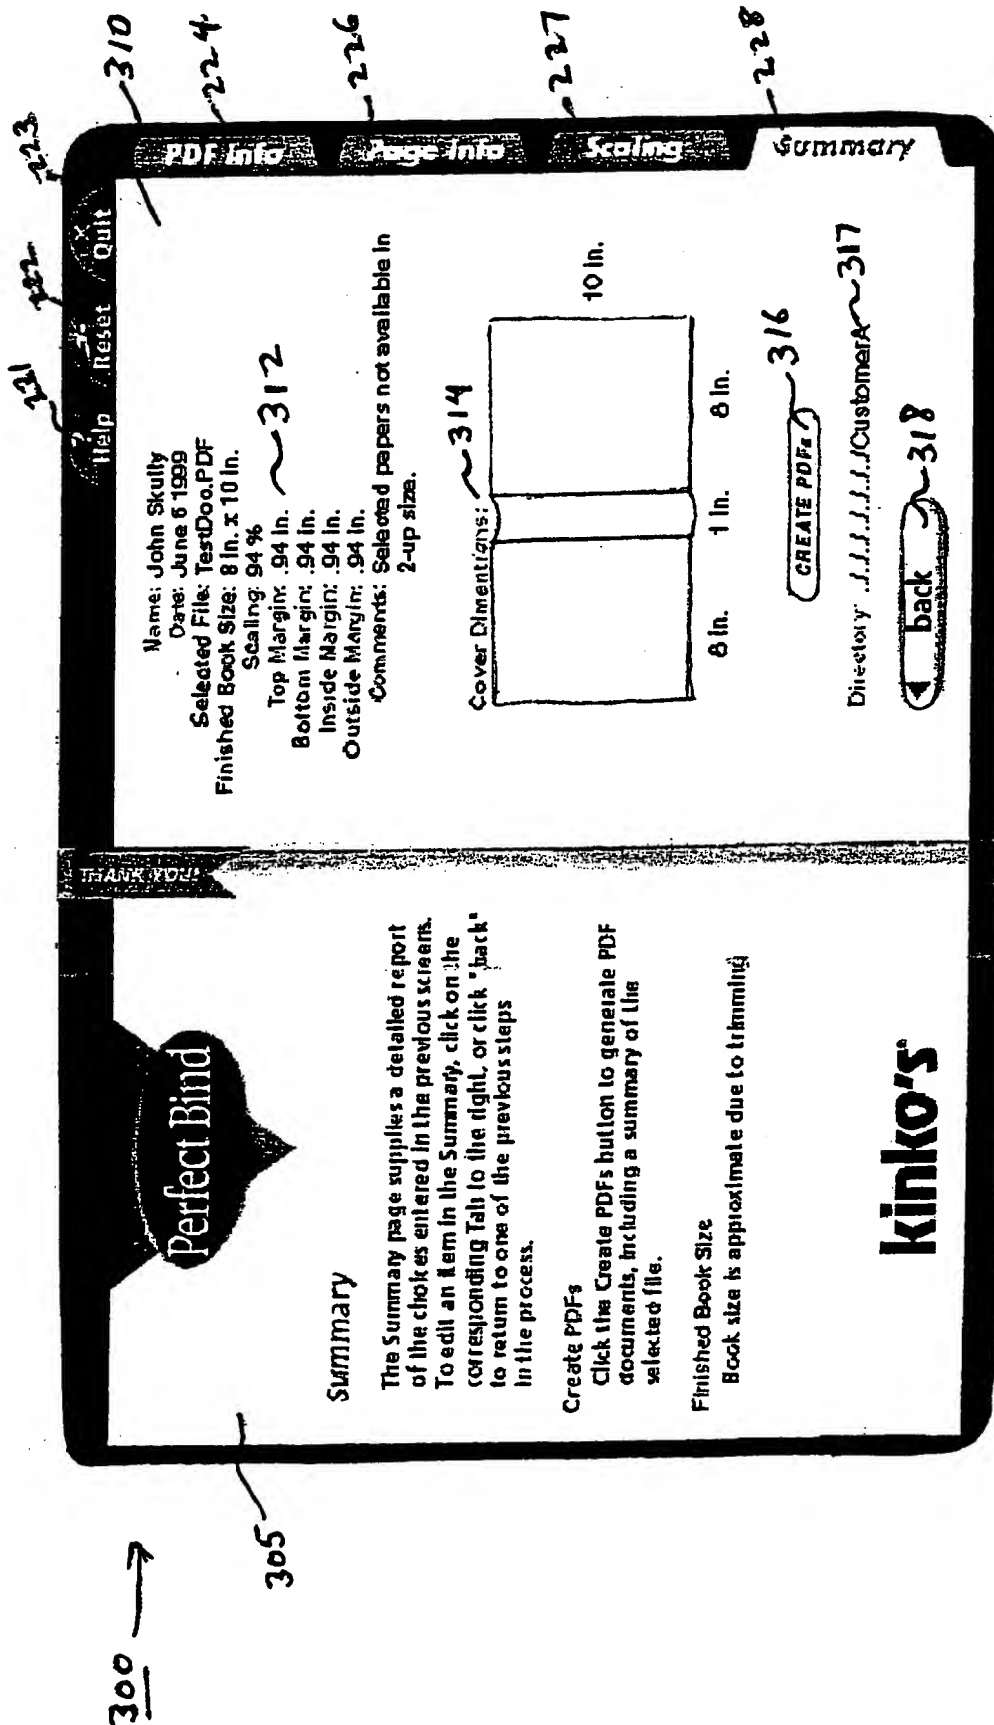 300
305
Perfect Bind
THANK YOU!
Summary
The Summary page supplies a detailed report
of the choices entered in the previous screens.
To edit an item in the Summary, click on the
corresponding Tab to the right, or click "back"
to return to one of the previous steps
in the process.
Create PDFs
Click the Create PDFs button to generate PDF
documents, including a summary of the
selected file.
Finished Book Size
Book size is approximate due to trimming
kinko's®
221
222
223
? Help
Reset
X Quit
310
Name: John Skully
Date: June 6 1999
Selected File: TestDoo.PDF
Finished Book Size: 8 In. x 10 In.
Scaling: 94 %
Top Margin: .94 In.
312
Bottom Margin: .94 In.
Inside Margin: .94 In.
Outside Margin: .94 In.
Comments: Selected papers not available in
2-up size.
Cover Dimentions:
314
10 In.
8 In.
1 In.
8 In.
CREATE PDFs
316
Directory ../../../../../../CustomerA
317
back
318
PDF Info
224
Page Info
226
Scaling
227
Summary
228